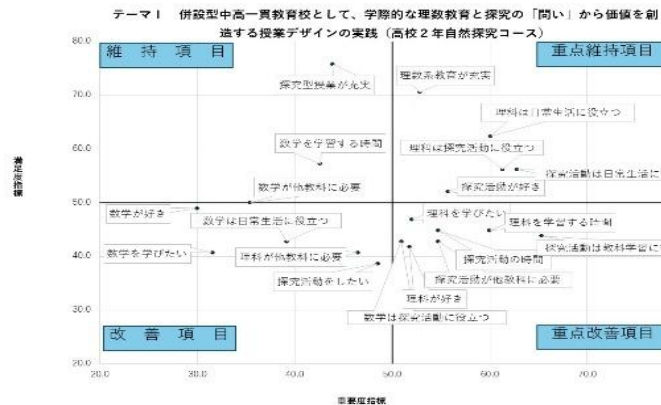 テーマⅠ　併設型中高一貫教育校として、学際的な理数教育と探究の「問い」から価値を創
造する授業デザインの実践（高校２年自然探究コース）
80.0
維持項目
重点維持項目
理数系教育が充実
探究型授業が充実
70.0
理科は日常生活に役立つ
60.0
数学を学習する時間
理科は探究活動に役立つ
探究活動は日常生活に
数学が他教科に必要
探究活動が好き
満足度指標
50.0
数学が好き
数学は日常生活に役立つ
理科を学びたい
理科を学習する時間
数学を学びたい
理科が他教科に必要
探究活動の時間
探究活動は教科学習に
40.0
探究活動をしたい
探究活動が他教科に必要
理科が好き
数学は探究活動に役立つ
30.0
改善項目
重点改善項目
20.0
20.0 30.0 40.0 50.0 60.0 70.0
重要度指標